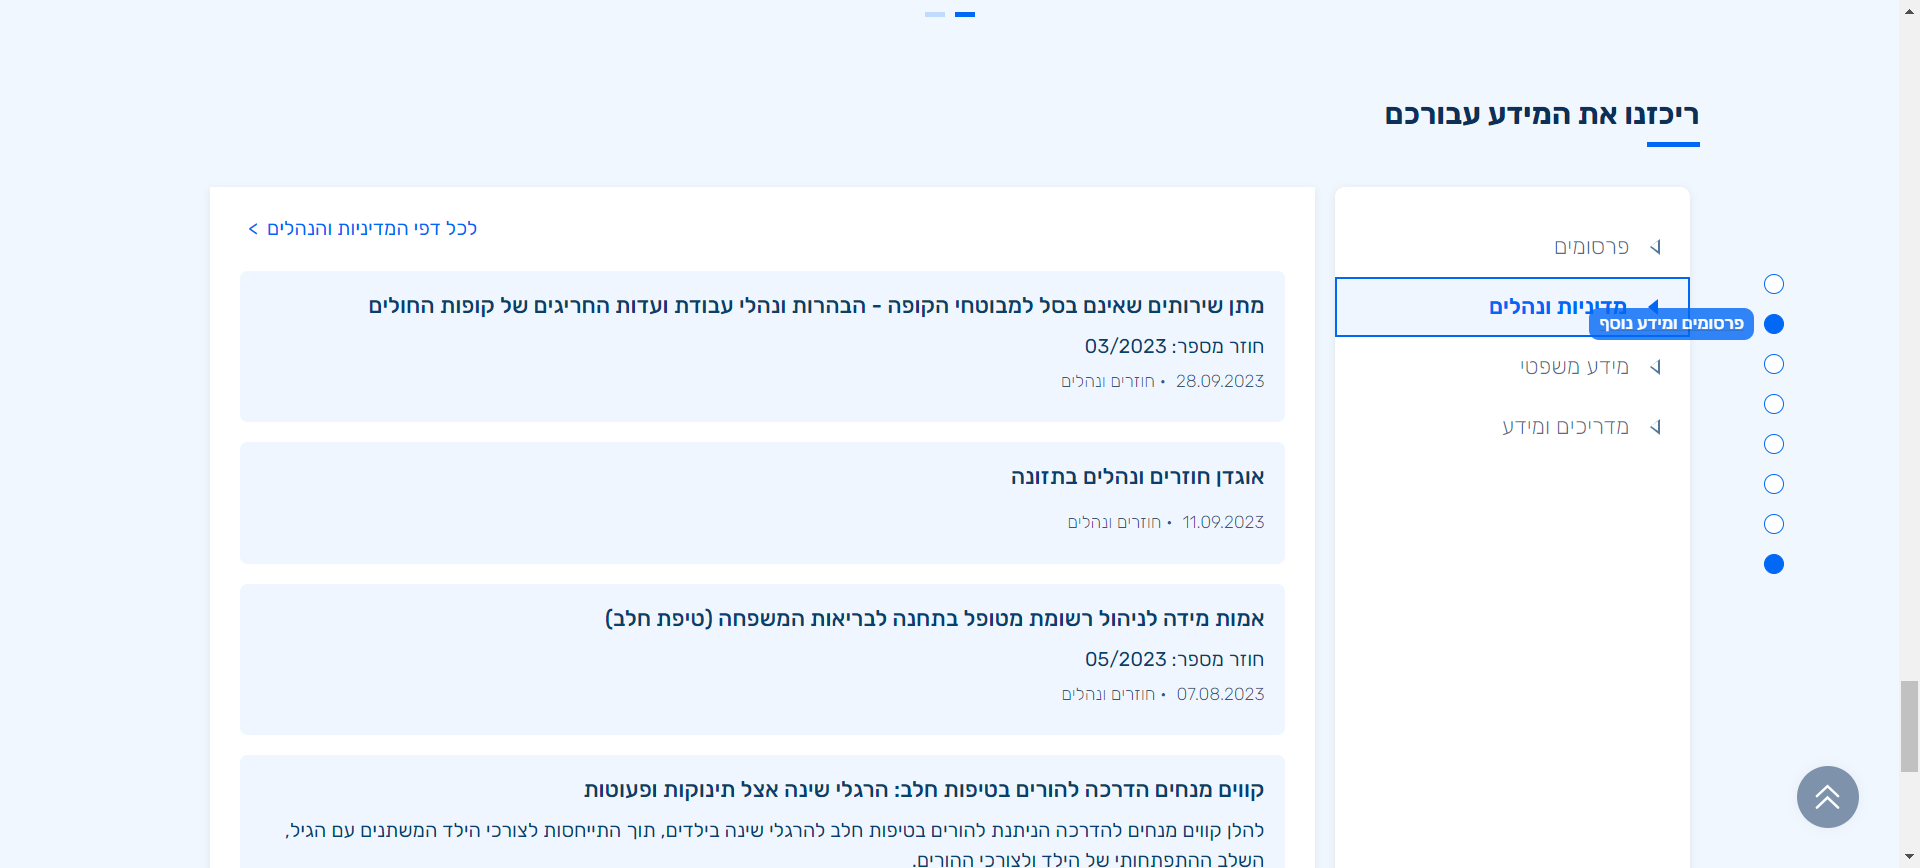 ריכזנו את המידע עבורכם
פרסומים
מדיניות ונהלים
פרסומים ומידע נוסף
מידע משפטי
מדריכים ומידע
לכל דפי המדיניות והנהלים >
מתן שירותים שאינם בסל למבוטחי הקופה - הבהרות ונהלי עבודת ועדות החריגים של קופות החולים
חוזר מספר: 03/2023
28.09.2023 • חוזרים ונהלים
אוגדן חוזרים ונהלים בתזונה
11.09.2023 • חוזרים ונהלים
אמות מידה לניהול רשומת מטופל בתחנה לבריאות המשפחה (טיפת חלב)
חוזר מספר: 05/2023
07.08.2023 • חוזרים ונהלים
קווים מנחים הדרכה להורים בטיפות חלב: הרגלי שינה אצל תינוקות ופעוטות
להלן קווים מנחים להדרכה הניתנת להורים בטיפות חלב להרגלי שינה בילדים, תוך התייחסות לצורכי הילד המשתנים עם הגיל,
השלב ההתפתחותי של הילד ולצורכי ההורים.